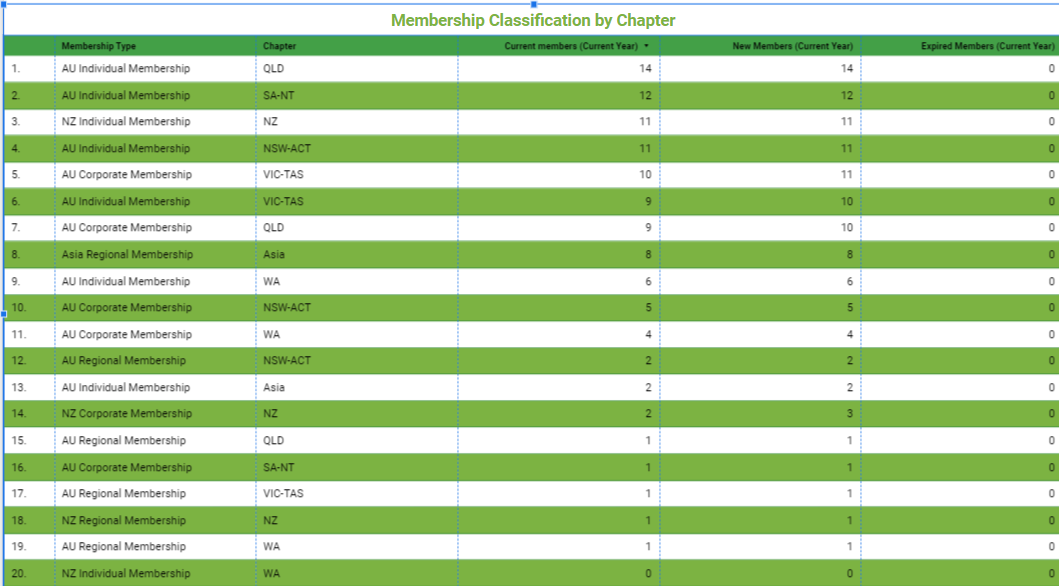 Membership Classification by Chapter
Membership Type Chapter Current members (Current Year) New Members (Current Year) Expired Members (Current Year)
1. AU Individual Membership QLD 14 14 0
2. AU Individual Membership SA-NT 12 12 0
3. NZ Individual Membership NZ 11 11 0
4. AU Individual Membership NSW-ACT 11 11 0
5. AU Corporate Membership VIC-TAS 10 11 0
6. AU Individual Membership VIC-TAS 9 10 0
7. AU Corporate Membership QLD 9 10 0
8. Asia Regional Membership Asia 8 8 0
9. AU Individual Membership WA 6 6 0
10. AU Corporate Membership NSW-ACT 5 5 0
11. AU Corporate Membership WA 4 4 0
12. AU Regional Membership NSW-ACT 2 2 0
13. AU Individual Membership Asia 2 2 0
14. NZ Corporate Membership NZ 2 3 0
15. AU Regional Membership QLD 1 1 0
16. AU Corporate Membership SA-NT 1 1 0
17. AU Regional Membership VIC-TAS 1 1 0
18. NZ Regional Membership NZ 1 1 0
19. AU Regional Membership WA 1 1 0
20. NZ Individual Membership WA 0 0 0